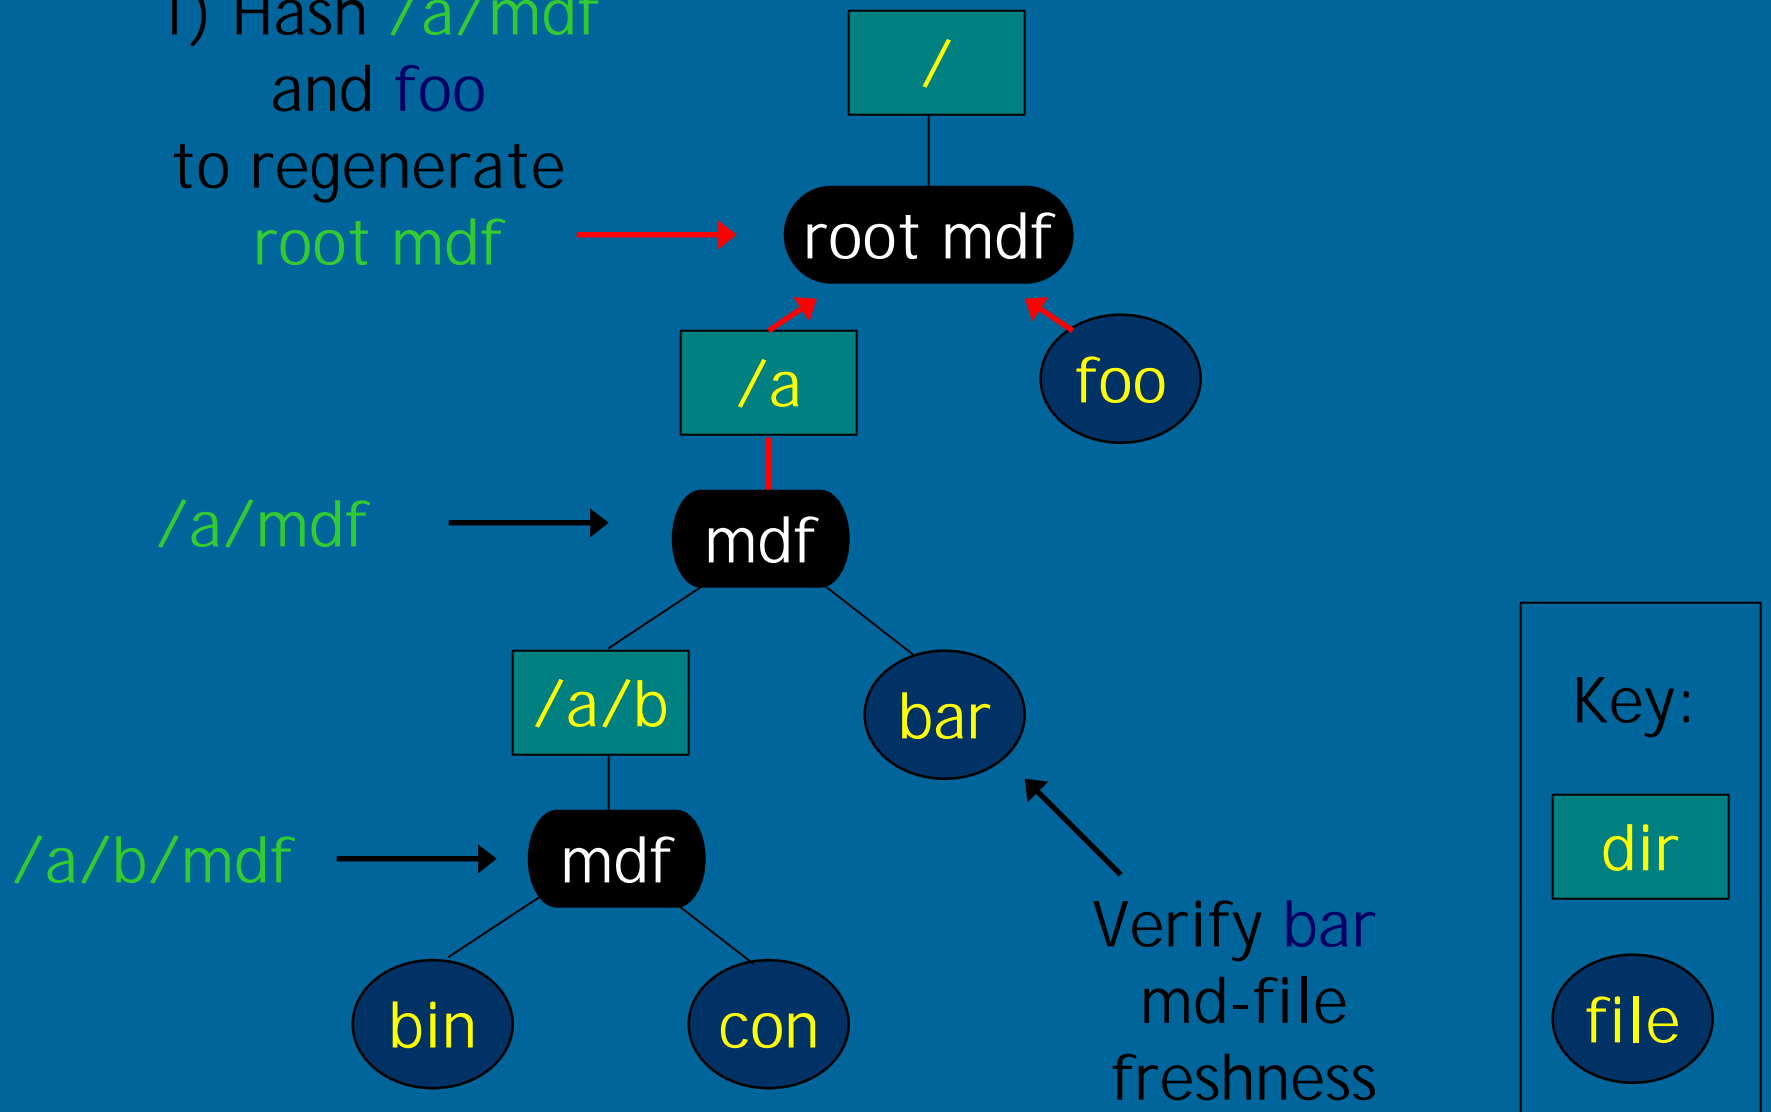 1) Hash /a/mdf
and foo
to regenerate
root mdf
/
root mdf
/a
foo
/a/mdf
mdf
/a/b
bar
/a/b/mdf
mdf
bin
con
Verify bar
md-file
freshness
Key:
dir
file